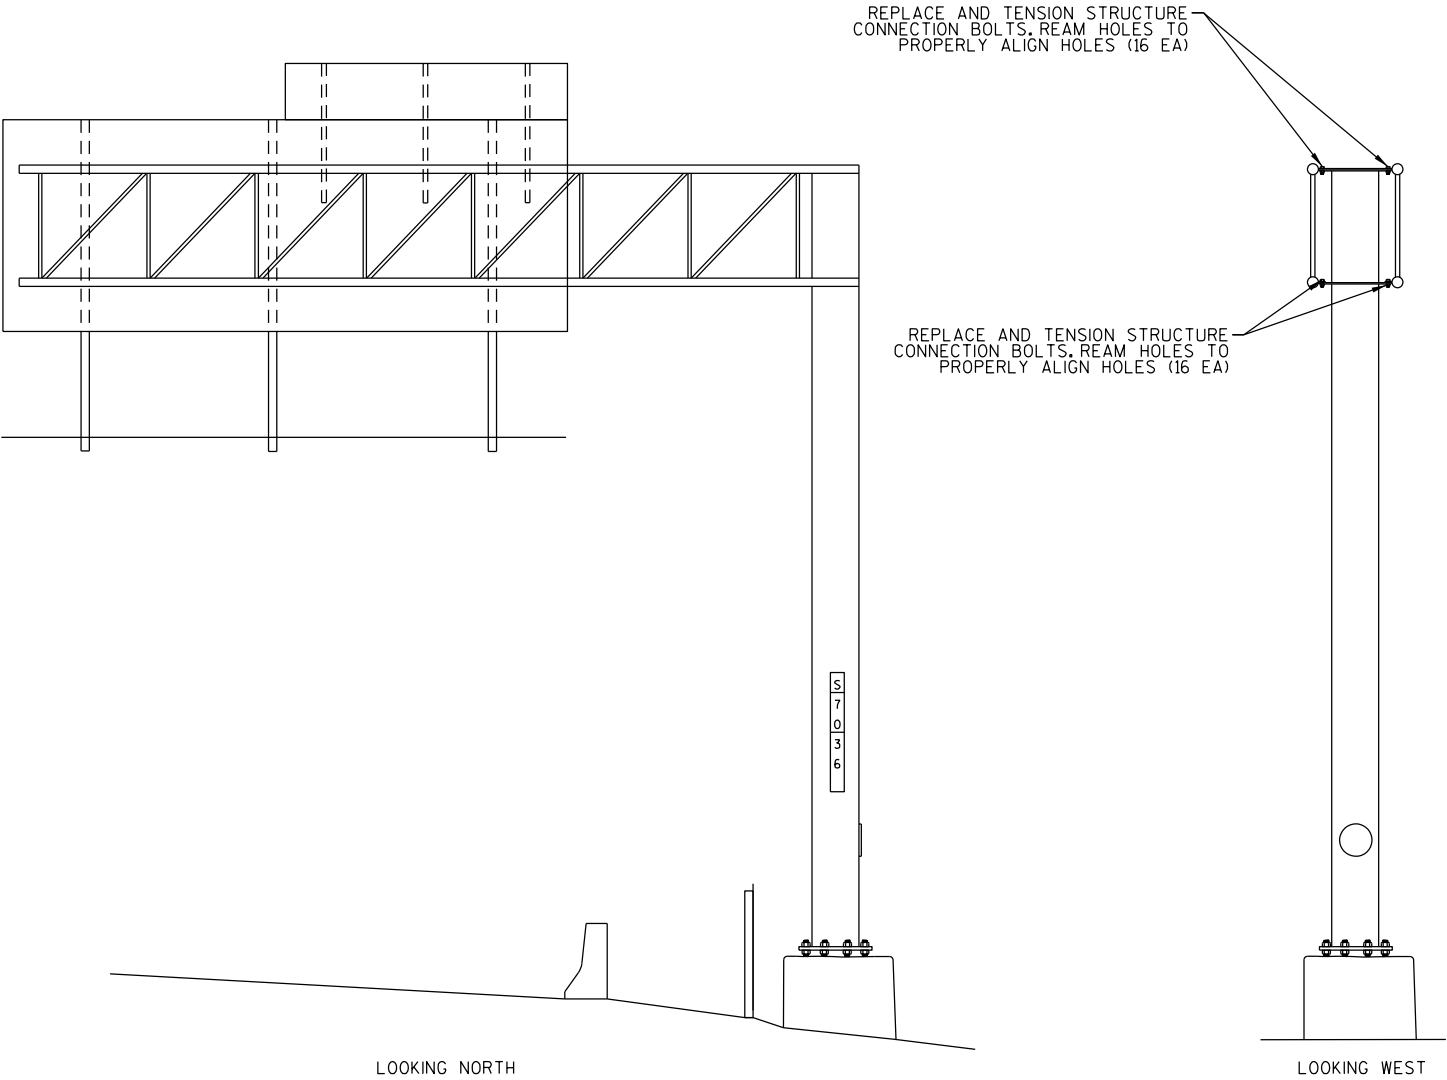 REPLACE AND TENSION STRUCTURE
CONNECTION BOLTS. REAM HOLES TO
PROPERLY ALIGN HOLES (16 EA)
REPLACE AND TENSION STRUCTURE
CONNECTION BOLTS. REAM HOLES TO
PROPERLY ALIGN HOLES (16 EA)
S
7
0
3
6
LOOKING NORTH
LOOKING WEST